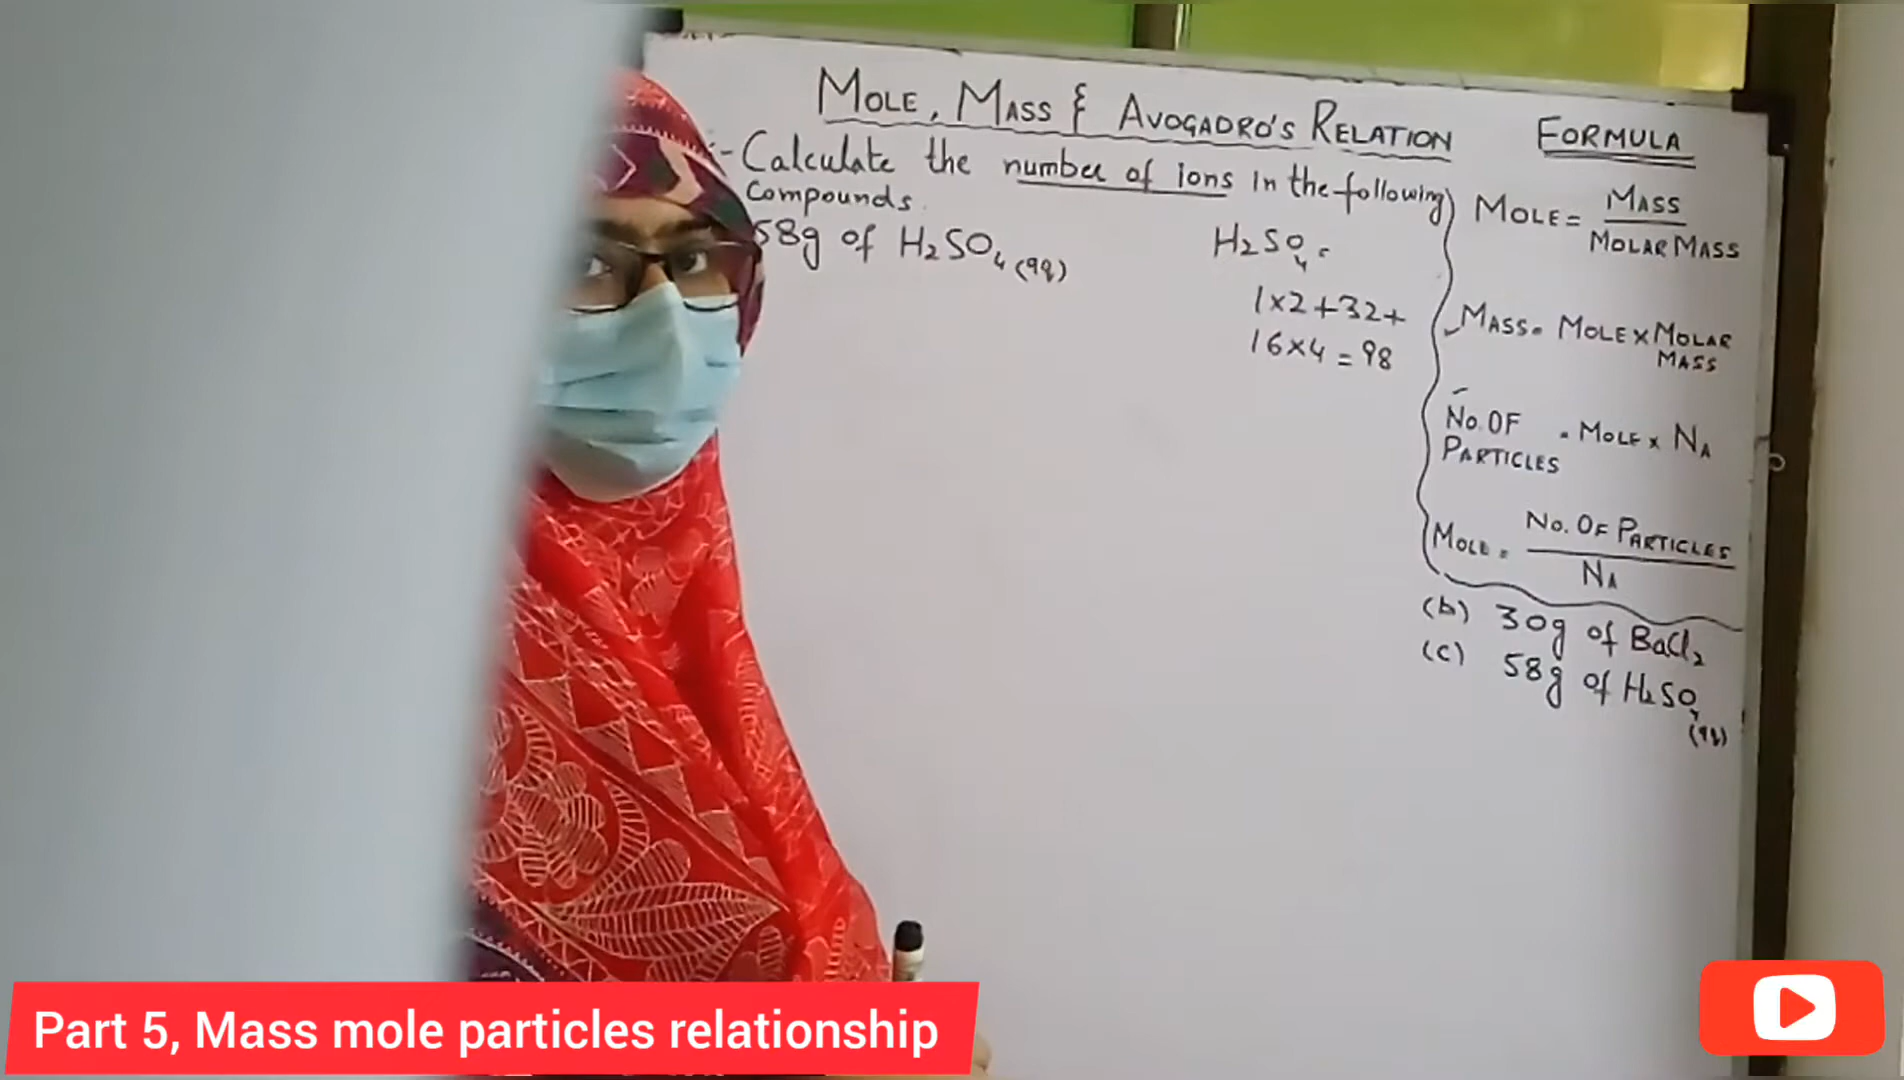 MOLE, MASS & AVOGADRO'S RELATION
:- Calculate the number of ions in the following
Compounds.
58g of H₂SO₄(aq)
H₂SO₄ =
1×2+32+
16×4 = 98
FORMULA
MOLE = MASS
MOLAR MASS
MASS = MOLE × MOLAR
MASS
No. OF
PARTICLES = MOLE × NA
MOLE = No. OF PARTICLES
NA
(b) 30g of BaCl₂
(c) 58g of H₂SO₄
(aq)
Part 5, Mass mole particles relationship